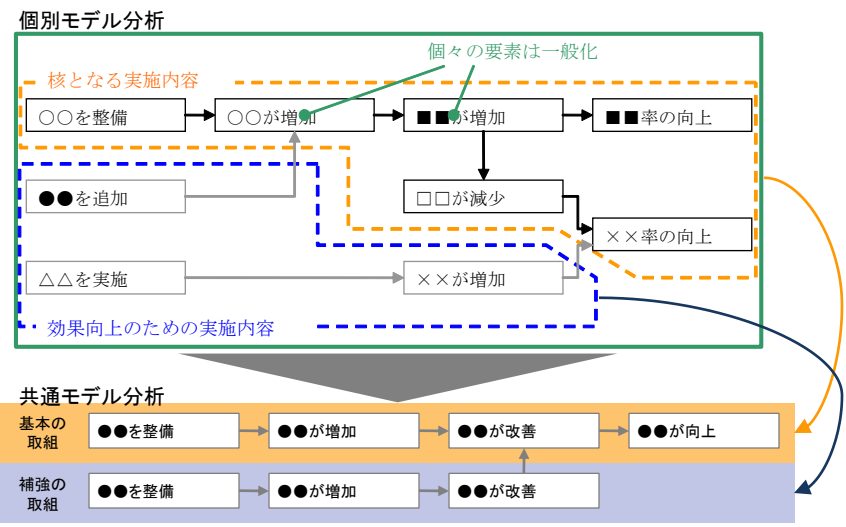 個別モデル分析
個々の要素は一般化
核となる実施内容
○○を整備
○○が増加
■■が増加
■■率の向上
●●を追加
□□が減少
××率の向上
△△を実施
××が増加
効果向上のための実施内容
共通モデル分析
基本の
取組
●●を整備
●●が増加
●●が改善
●●が向上
補強の
取組
●●を整備
●●が増加
●●が改善